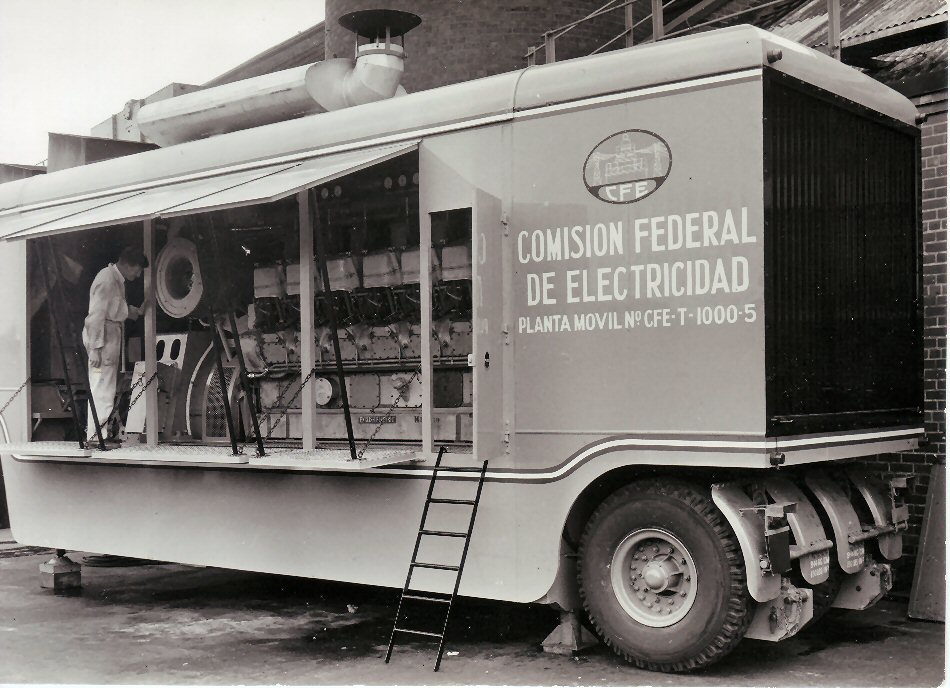 CFE
COMISION FEDERAL
DE ELECTRICIDAD
PLANTA MOVIL Nº CFE-T-1000-5